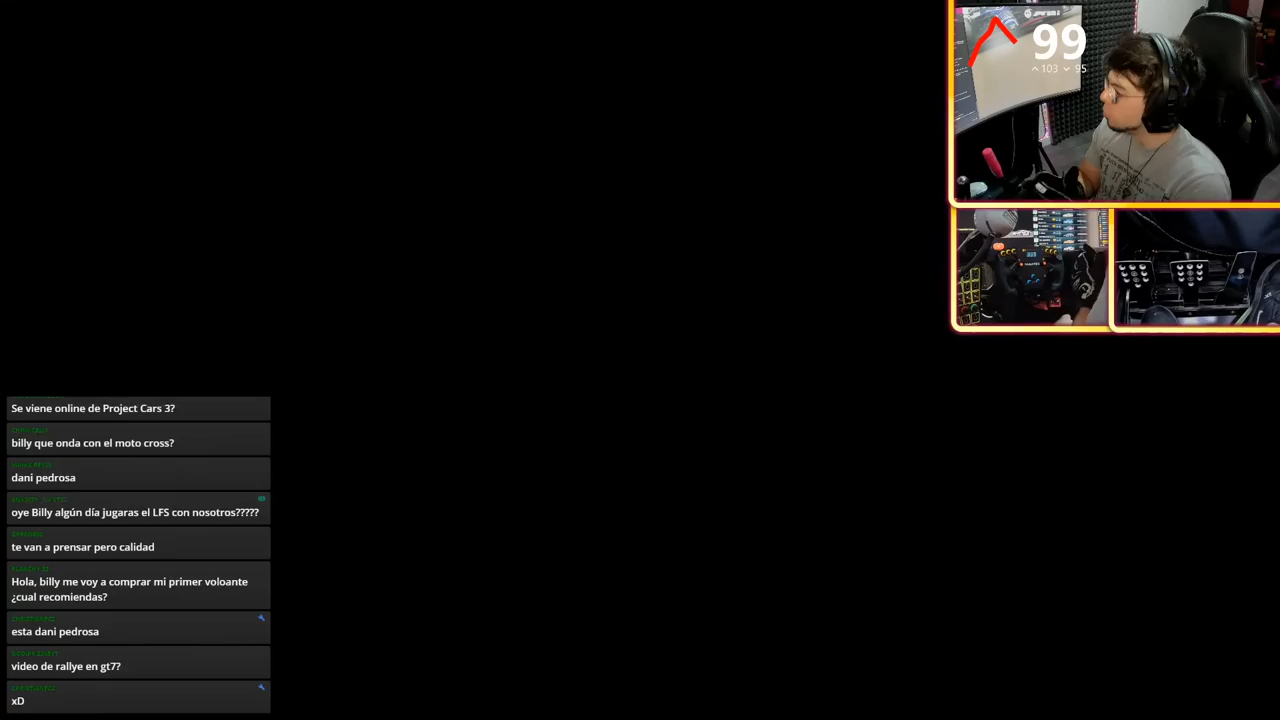 99
103 95
Se viene online de Project Cars 3?
billy que onda con el moto cross?
dani pedrosa
oye Billy algún día jugaras el LFS con nosotros?????
te van a prensar pero calidad
Hola, billy me voy a comprar mi primer voloante
¿cual recomiendas?
esta dani pedrosa
video de rallye en gt7?
xD